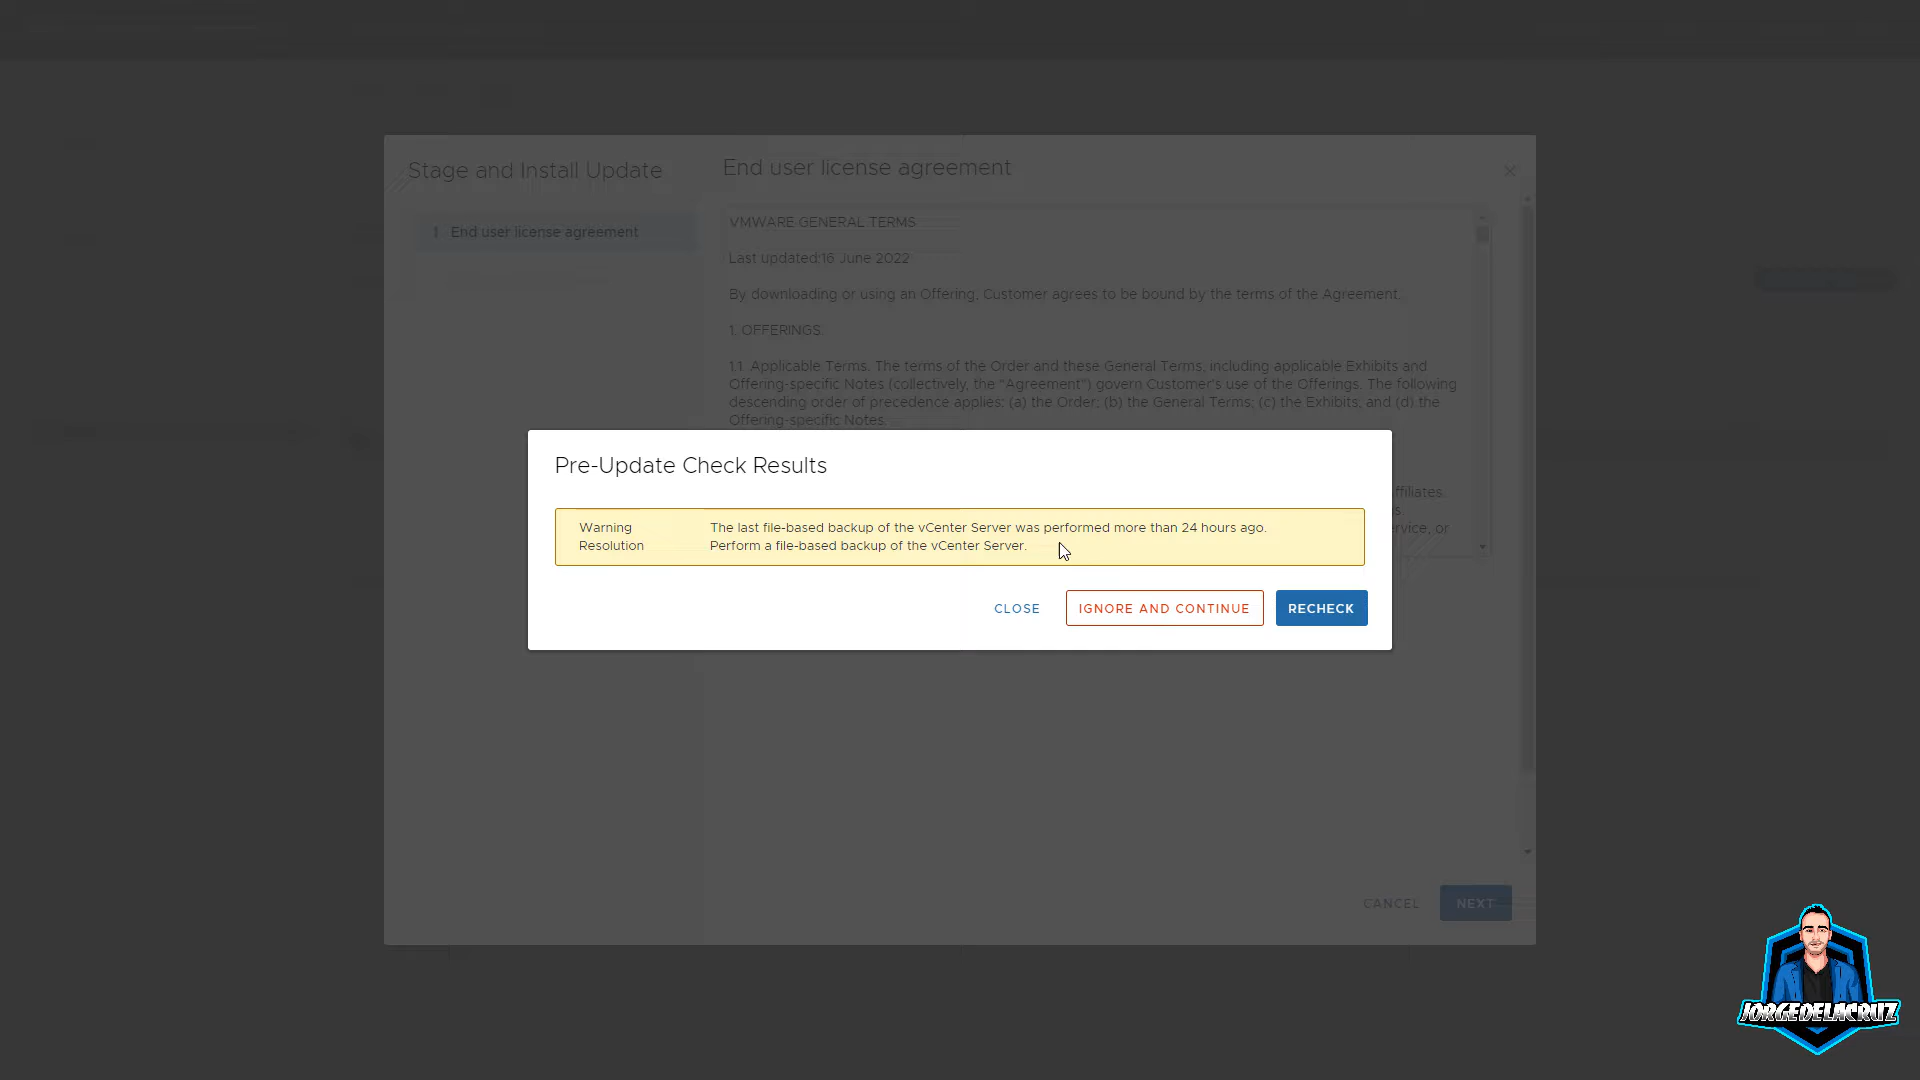 Stage and Install Update
End user license agreement
1 End user license agreement
VMWARE GENERAL TERMS
Last updated:16 June 2022
By downloading or using an Offering, Customer agrees to be bound by the terms of the Agreement.
1. OFFERINGS.
1.1. Applicable Terms. The terms of the Order and these General Terms, including applicable Exhibits and
Offering-specific Notes (collectively, the "Agreement") govern Customer's use of the Offerings. The following
descending order of precedence applies: (a) the Order; (b) the General Terms; (c) the Exhibits; and (d) the
Offering-specific Notes.
ffiliates.
or
Pre-Update Check Results
Warning The last file-based backup of the vCenter Server was performed more than 24 hours ago.
Resolution Perform a file-based backup of the vCenter Server.
CLOSE IGNORE AND CONTINUE RECHECK
CANCEL NEXT
JORGEDELACRUZ